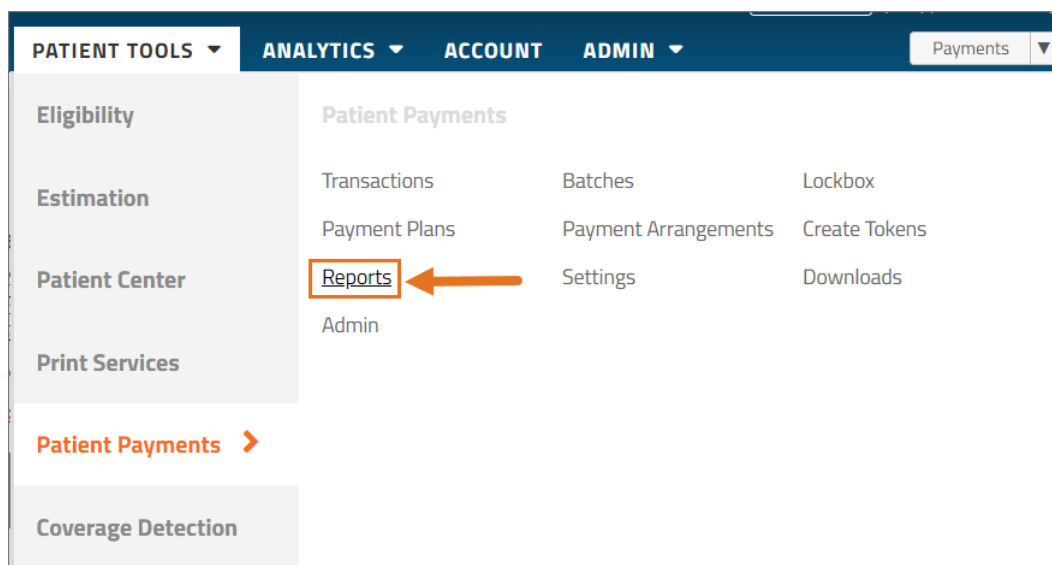 PATIENT TOOLS ANALYTICS ACCOUNT ADMIN Payments
Eligibility
Estimation
Patient Center
Print Services
Patient Payments
Coverage Detection
Patient Payments
Transactions Batches Lockbox
Payment Plans Payment Arrangements Create Tokens
Reports Settings Downloads
Admin